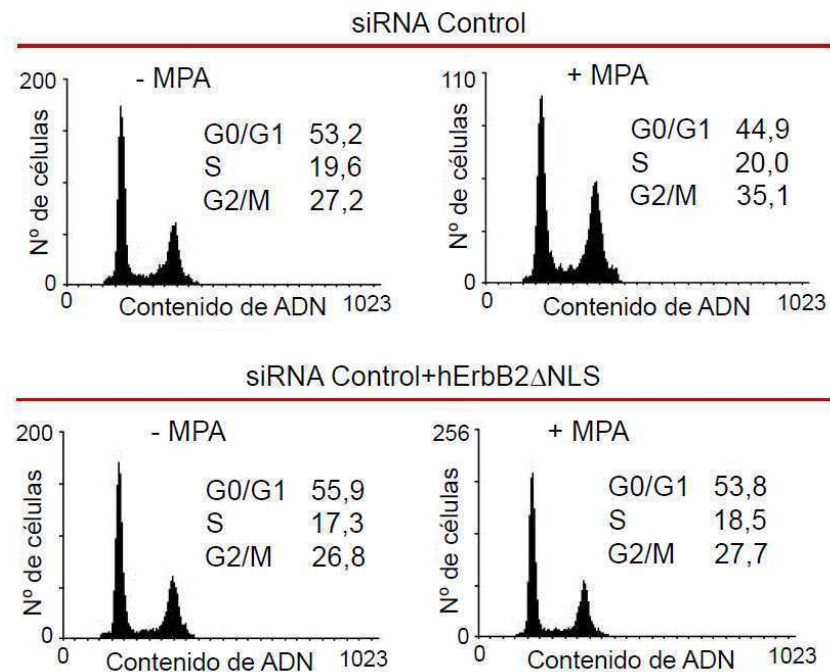 siRNA Control
- MPA
200
Nº de células
0
G0/G1 53,2
S 19,6
G2/M 27,2
0 Contenido de ADN 1023
+ MPA
110
Nº de células
0
G0/G1 44,9
S 20,0
G2/M 35,1
0 Contenido de ADN 1023
siRNA Control+hErbB2ΔNLS
- MPA
200
Nº de células
0
G0/G1 55,9
S 17,3
G2/M 26,8
0 Contenido de ADN 1023
+ MPA
256
Nº de células
0
G0/G1 53,8
S 18,5
G2/M 27,7
0 Contenido de ADN 1023